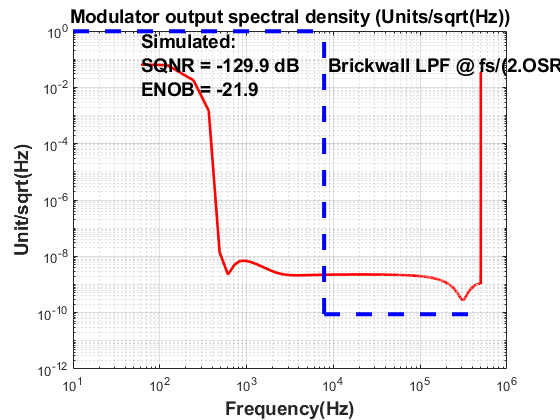 Modulator output spectral density (Units/sqrt(Hz))
10^0
Simulated:
SQNR = -129.9 dB
Brickwall LPF @ fs/(2.OSR
ENOB = -21.9
10^-2
10^-4
10^-6
10^-8
10^-10
10^-12
Unit/sqrt(Hz)
10^1
10^2
10^3
10^4
10^5
10^6
Frequency(Hz)